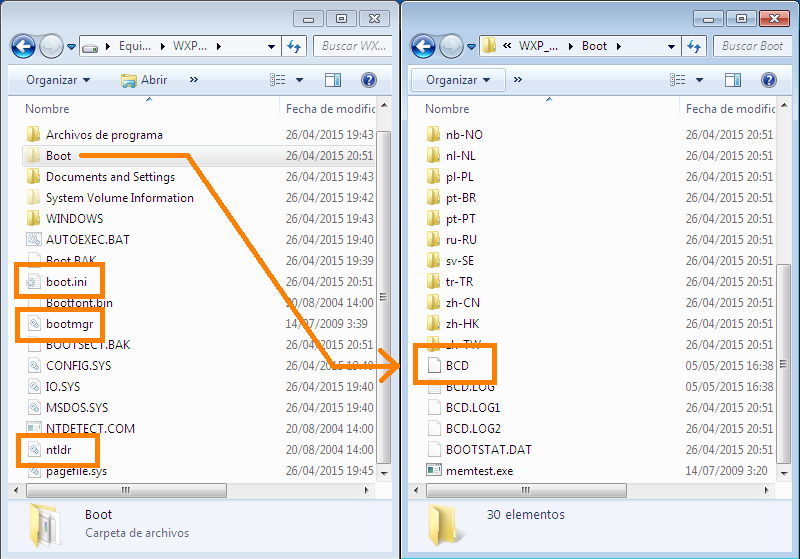 Equi... WXP_...
Buscar WX...
Organizar Abrir »
Nombre Fecha de modific
Archivos de programa 26/04/2015 19:43
Boot 26/04/2015 20:51
Documents and Settings 26/04/2015 19:43
System Volume Information 26/04/2015 19:42
WINDOWS 26/04/2015 19:43
AUTOEXEC.BAT 26/04/2015 19:40
Boot.BAK 26/04/2015 19:39
boot.ini 26/04/2015 20:51
Bootfont.bin 20/08/2004 14:00
bootmgr 14/07/2009 3:39
BOOTSECT.BAK 26/04/2015 20:51
CONFIG.SYS 26/04/2015 19:40
IO.SYS 26/04/2015 19:40
MSDOS.SYS 26/04/2015 19:40
NTDETECT.COM 20/08/2004 14:00
ntldr 20/08/2004 14:00
pagefile.sys 26/04/2015 19:45
Boot
Carpeta de archivos
« WXP_... Boot
Buscar Boot
Organizar »
Nombre Fecha de modific
nb-NO 26/04/2015 20:51
nl-NL 26/04/2015 20:51
pl-PL 26/04/2015 20:51
pt-BR 26/04/2015 20:51
pt-PT 26/04/2015 20:51
ru-RU 26/04/2015 20:51
sv-SE 26/04/2015 20:51
tr-TR 26/04/2015 20:51
zh-CN 26/04/2015 20:51
zh-HK 26/04/2015 20:51
zh-TW 26/04/2015 20:51
BCD 05/05/2015 16:38
BCD.LOG 05/05/2015 16:38
BCD.LOG1 26/04/2015 20:51
BCD.LOG2 26/04/2015 20:51
BOOTSTAT.DAT 26/04/2015 20:51
memtest.exe 14/07/2009 3:20
30 elementos